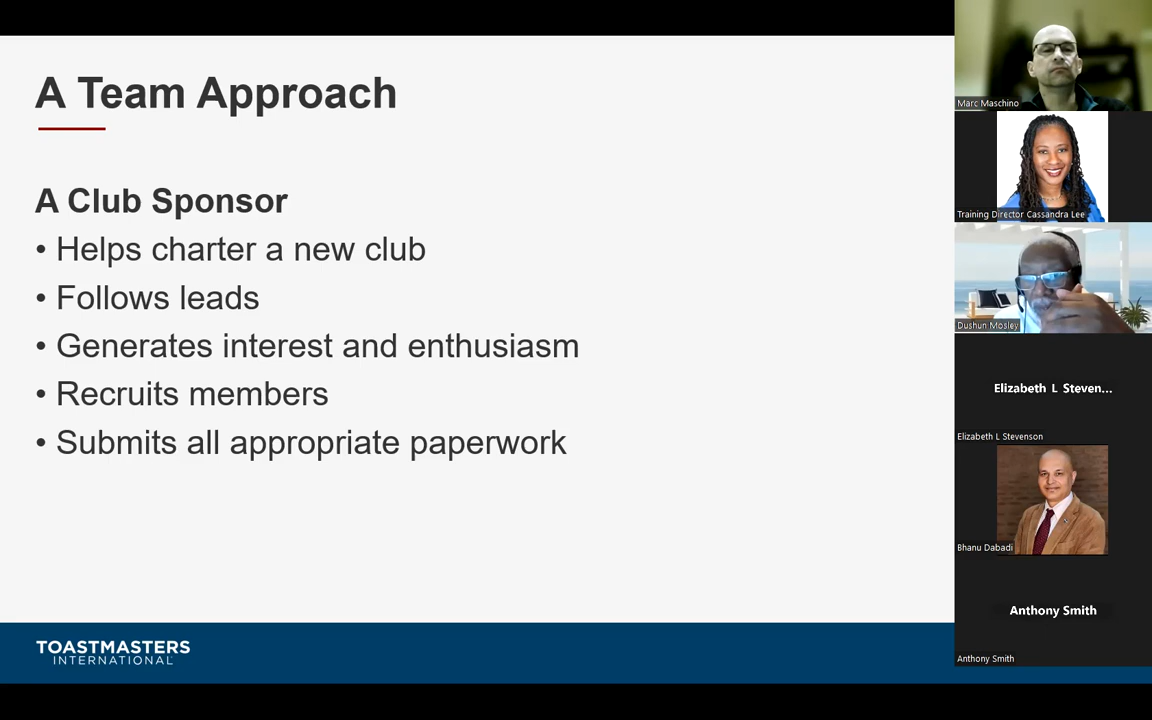 A Team Approach
A Club Sponsor
• Helps charter a new club
• Follows leads
• Generates interest and enthusiasm
• Recruits members
• Submits all appropriate paperwork
TOASTMASTERS
INTERNATIONAL
Marc Maschino
Training Director Cassandra Lee
Dushun Mosley
Elizabeth L Steven...
Elizabeth L Stevenson
Bhanu Dabadi
Anthony Smith
Anthony Smith